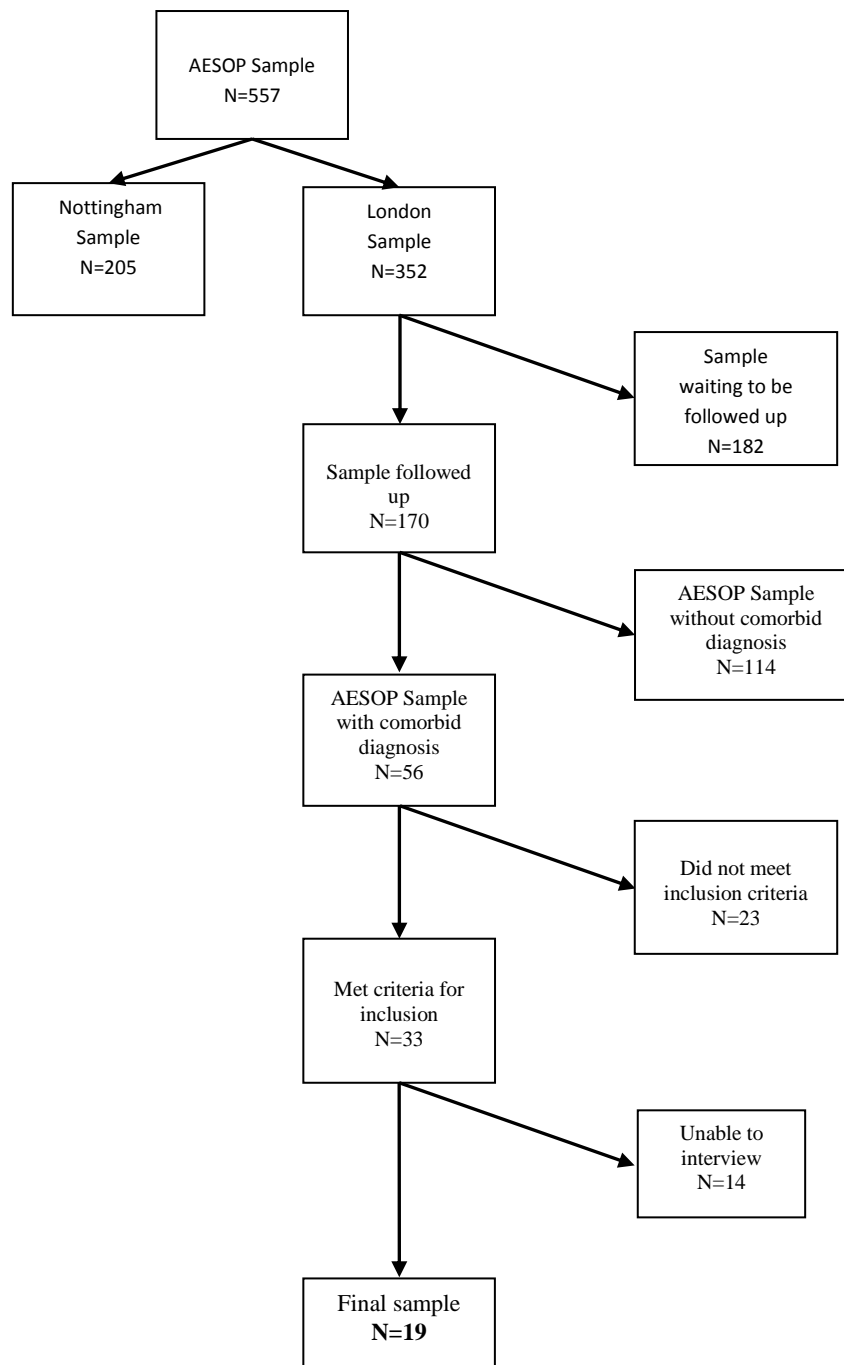 AESOP Sample
N=557
Nottingham
Sample
N=205
London
Sample
N=352
Sample
waiting to be
followed up
N=182
Sample followed
up
N=170
AESOP Sample
without comorbid
diagnosis
N=114
AESOP Sample
with comorbid
diagnosis
N=56
Did not meet
inclusion criteria
N=23
Met criteria for
inclusion
N=33
Unable to
interview
N=14
Final sample
N=19